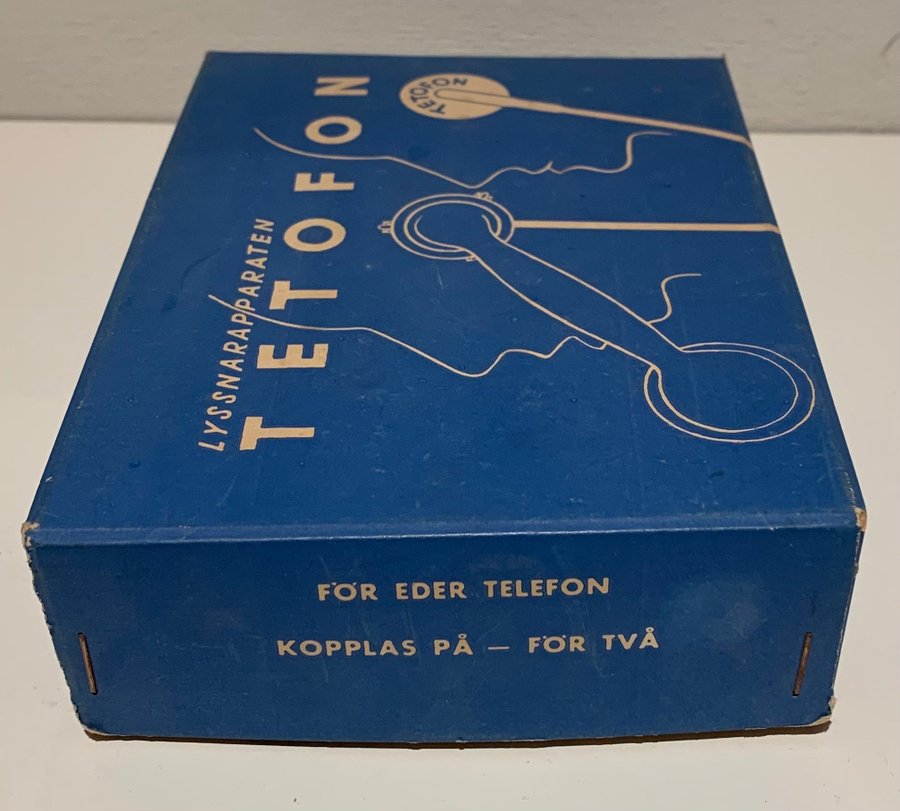 LYSSNARAPPARATEN
TETOFON
TETOFON
FÖR EDER TELEFON
KOPPLAS PÅ — FÖR TVÅ